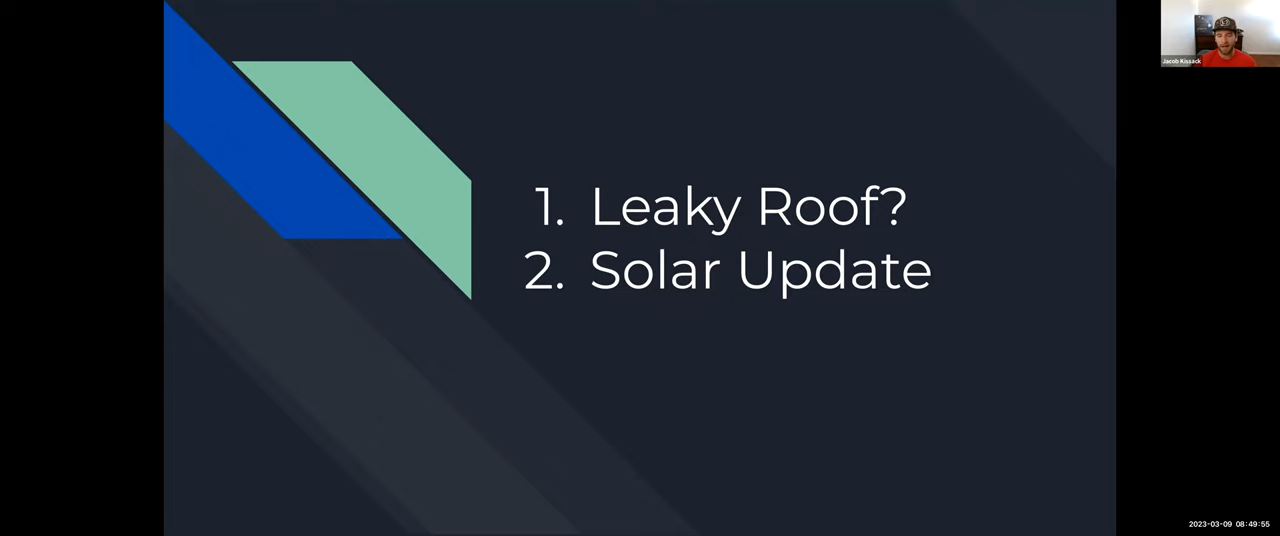 Jacob Kissack
1. Leaky Roof?
2. Solar Update
2023-03-09 08:49:55